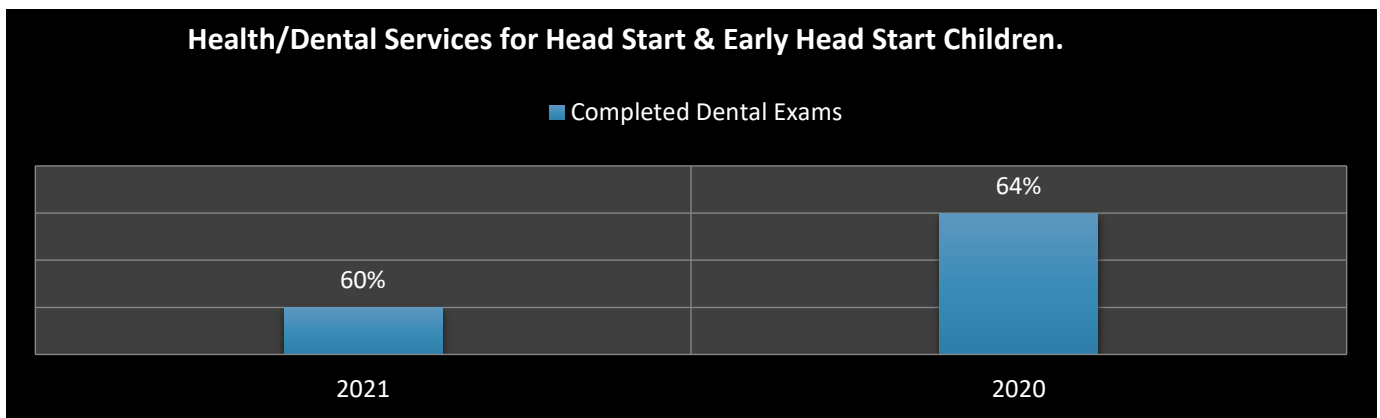 Health/Dental Services for Head Start & Early Head Start Children.
Completed Dental Exams
64%
60%
2021 2020